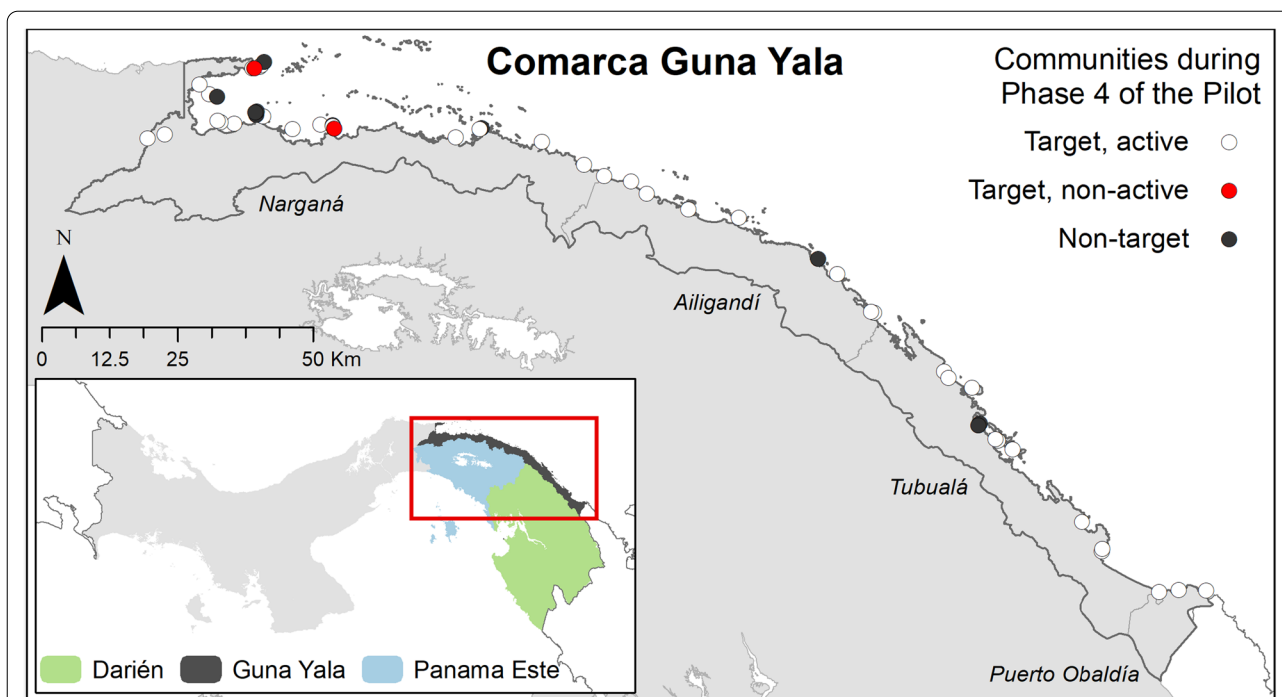 Comarca Guna Yala
Communities during
Phase 4 of the Pilot
Target, active
Target, non-active
Non-target
Narganá
N
0 12.5 25 50 Km
Ailigandí
Tubualá
Puerto Obaldía
Darién Guna Yala Panama Este